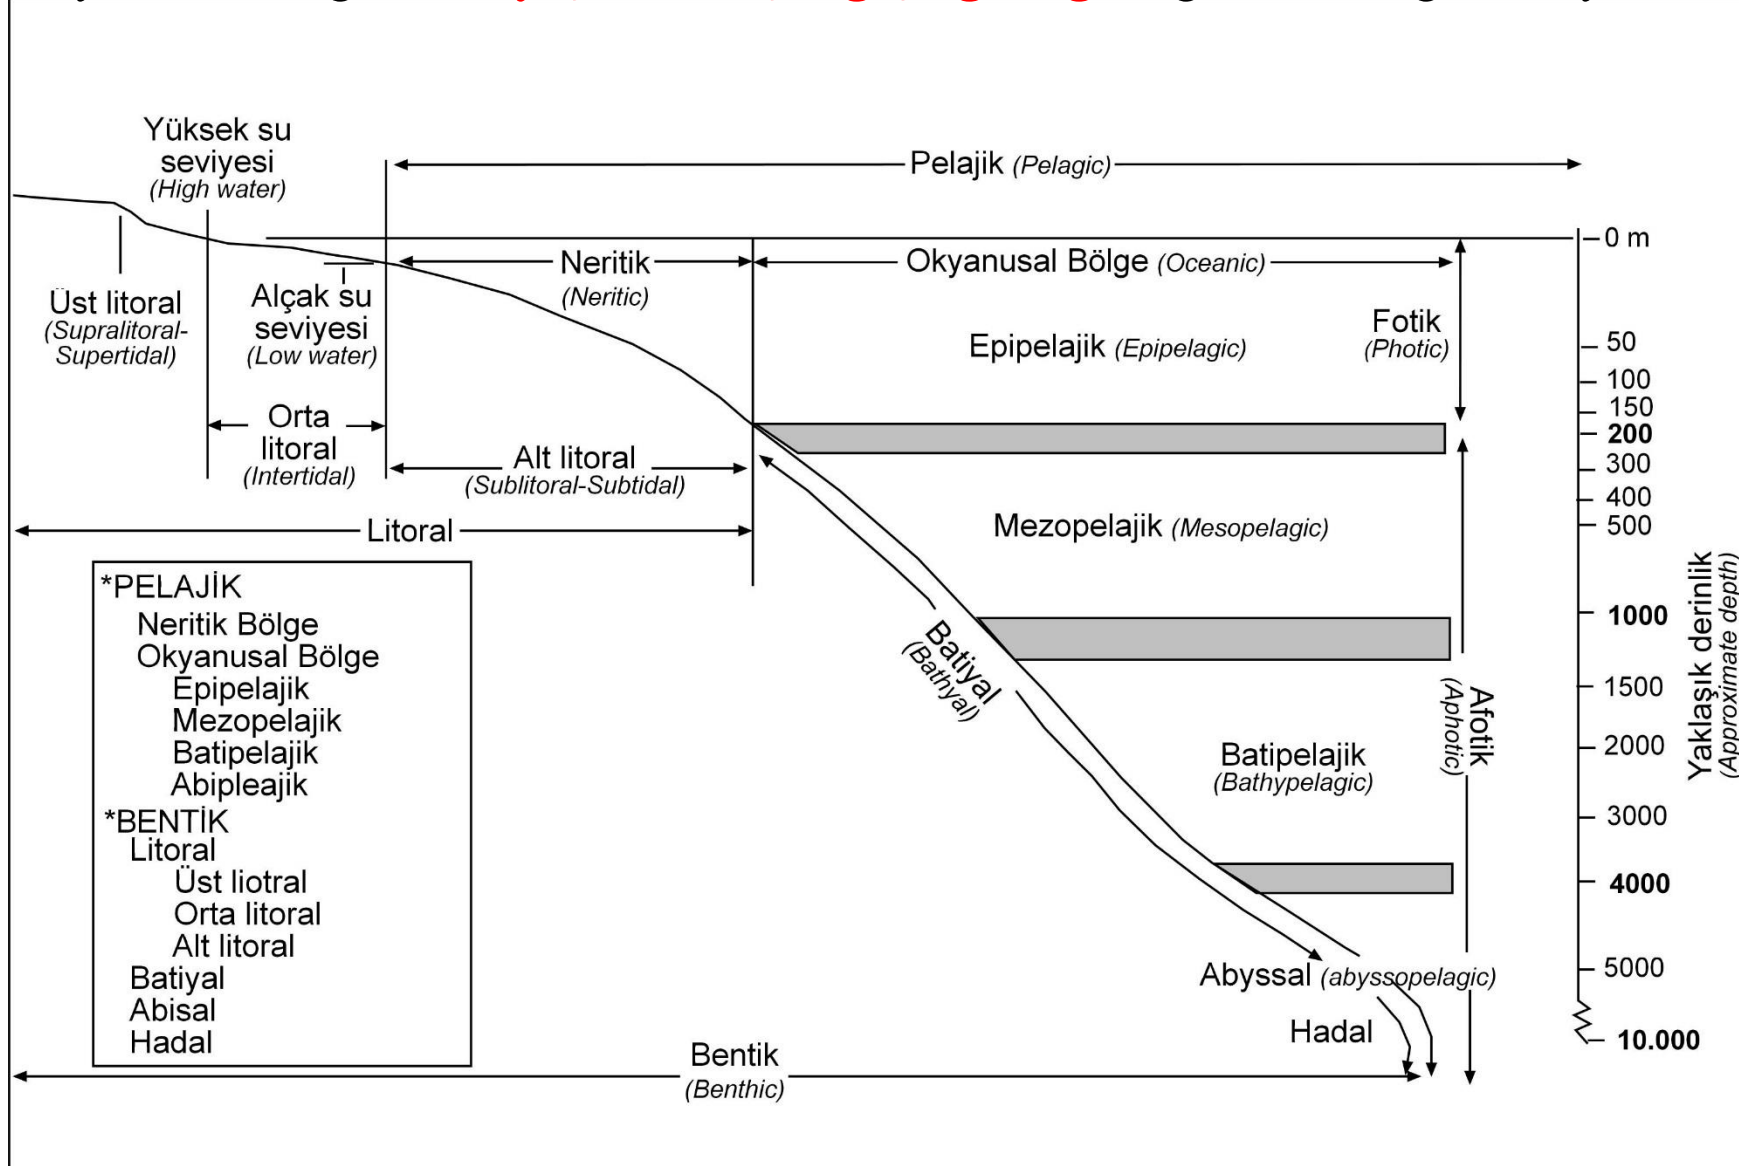 Yüksek su
seviyesi
(High water)
Pelajik (Pelagic)
0 m
Neritik
(Neritic)
Okyanusal Bölge (Oceanic)
Üst litoral
(Supralitoral-
Supertidal)
Alçak su
seviyesi
(Low water)
Epipelajik (Epipelagic)
Fotik
(Photic)
50
100
150
200
300
400
500
1000
1500
2000
3000
4000
5000
10.000
Yaklaşık derinlik
(Approximate depth)
Orta
litoral
(Intertidal)
Alt litoral
(Sublitoral-Subtidal)
Litoral
Mezopelajik (Mesopelagic)
Batiyal
(Bathyal)
Batipelajik
(Bathypelagic)
Afotik
(Aphotic)
Abyssal (abyssopelagic)
Hadal
*PELAJİK
Neritik Bölge
Okyanusal Bölge
Epipelajik
Mezopelajik
Batipelajik
Abipleajik
*BENTİK
Litoral
Üst liotral
Orta litoral
Alt litoral
Batiyal
Abisal
Hadal
Bentik
(Benthic)